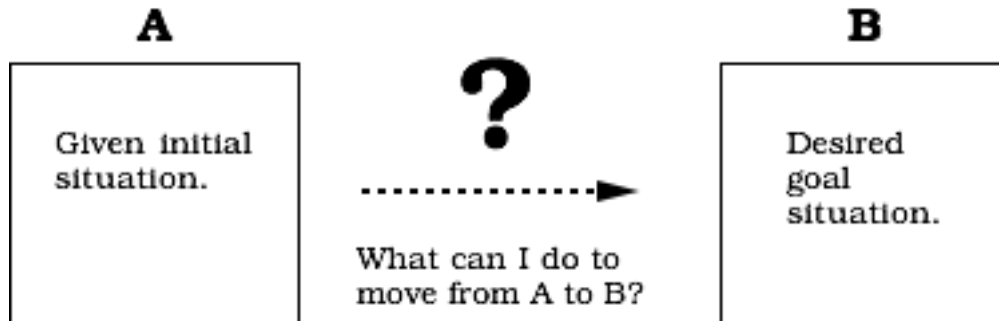 A
B
?
Given initial
situation.
What can I do to
move from A to B?
Desired
goal
situation.